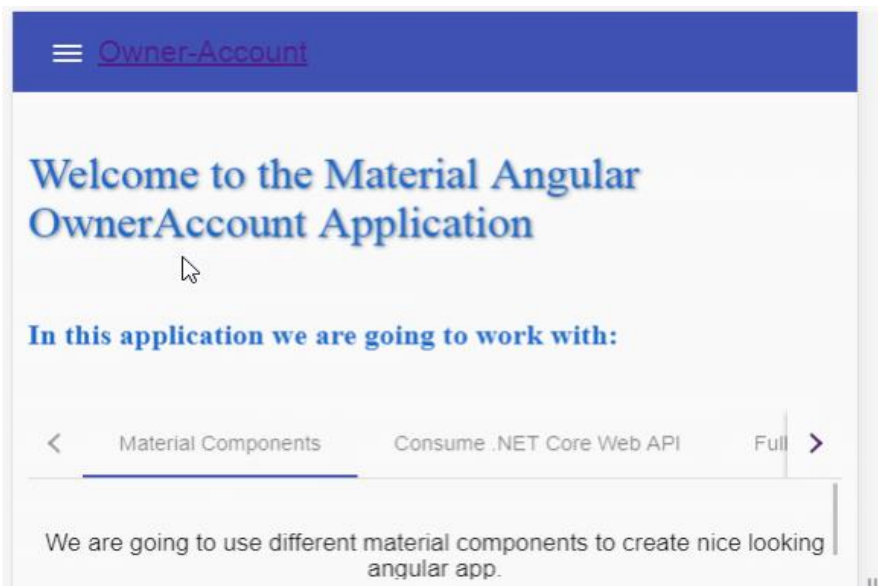 Owner-Account
Welcome to the Material Angular
OwnerAccount Application
In this application we are going to work with:
Material Components Consume .NET Core Web API Full
We are going to use different material components to create nice looking
angular app.